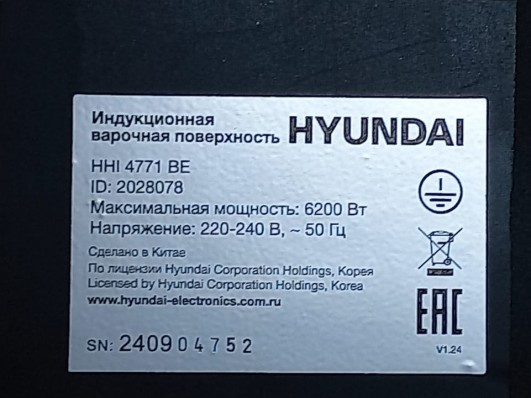 Индукционная
варочная поверхность
HYUNDAI
HHI 4771 BE
ID: 2028078
Максимальная мощность: 6200 Вт
Напряжение: 220-240 В, ~ 50 Гц
Сделано в Китае
По лицензии Hyundai Corporation Holdings, Корея
Licensed by Hyundai Corporation Holdings, Korea
www.hyundai-electronics.com.ru
EAC
SN: 240904752
V1.24